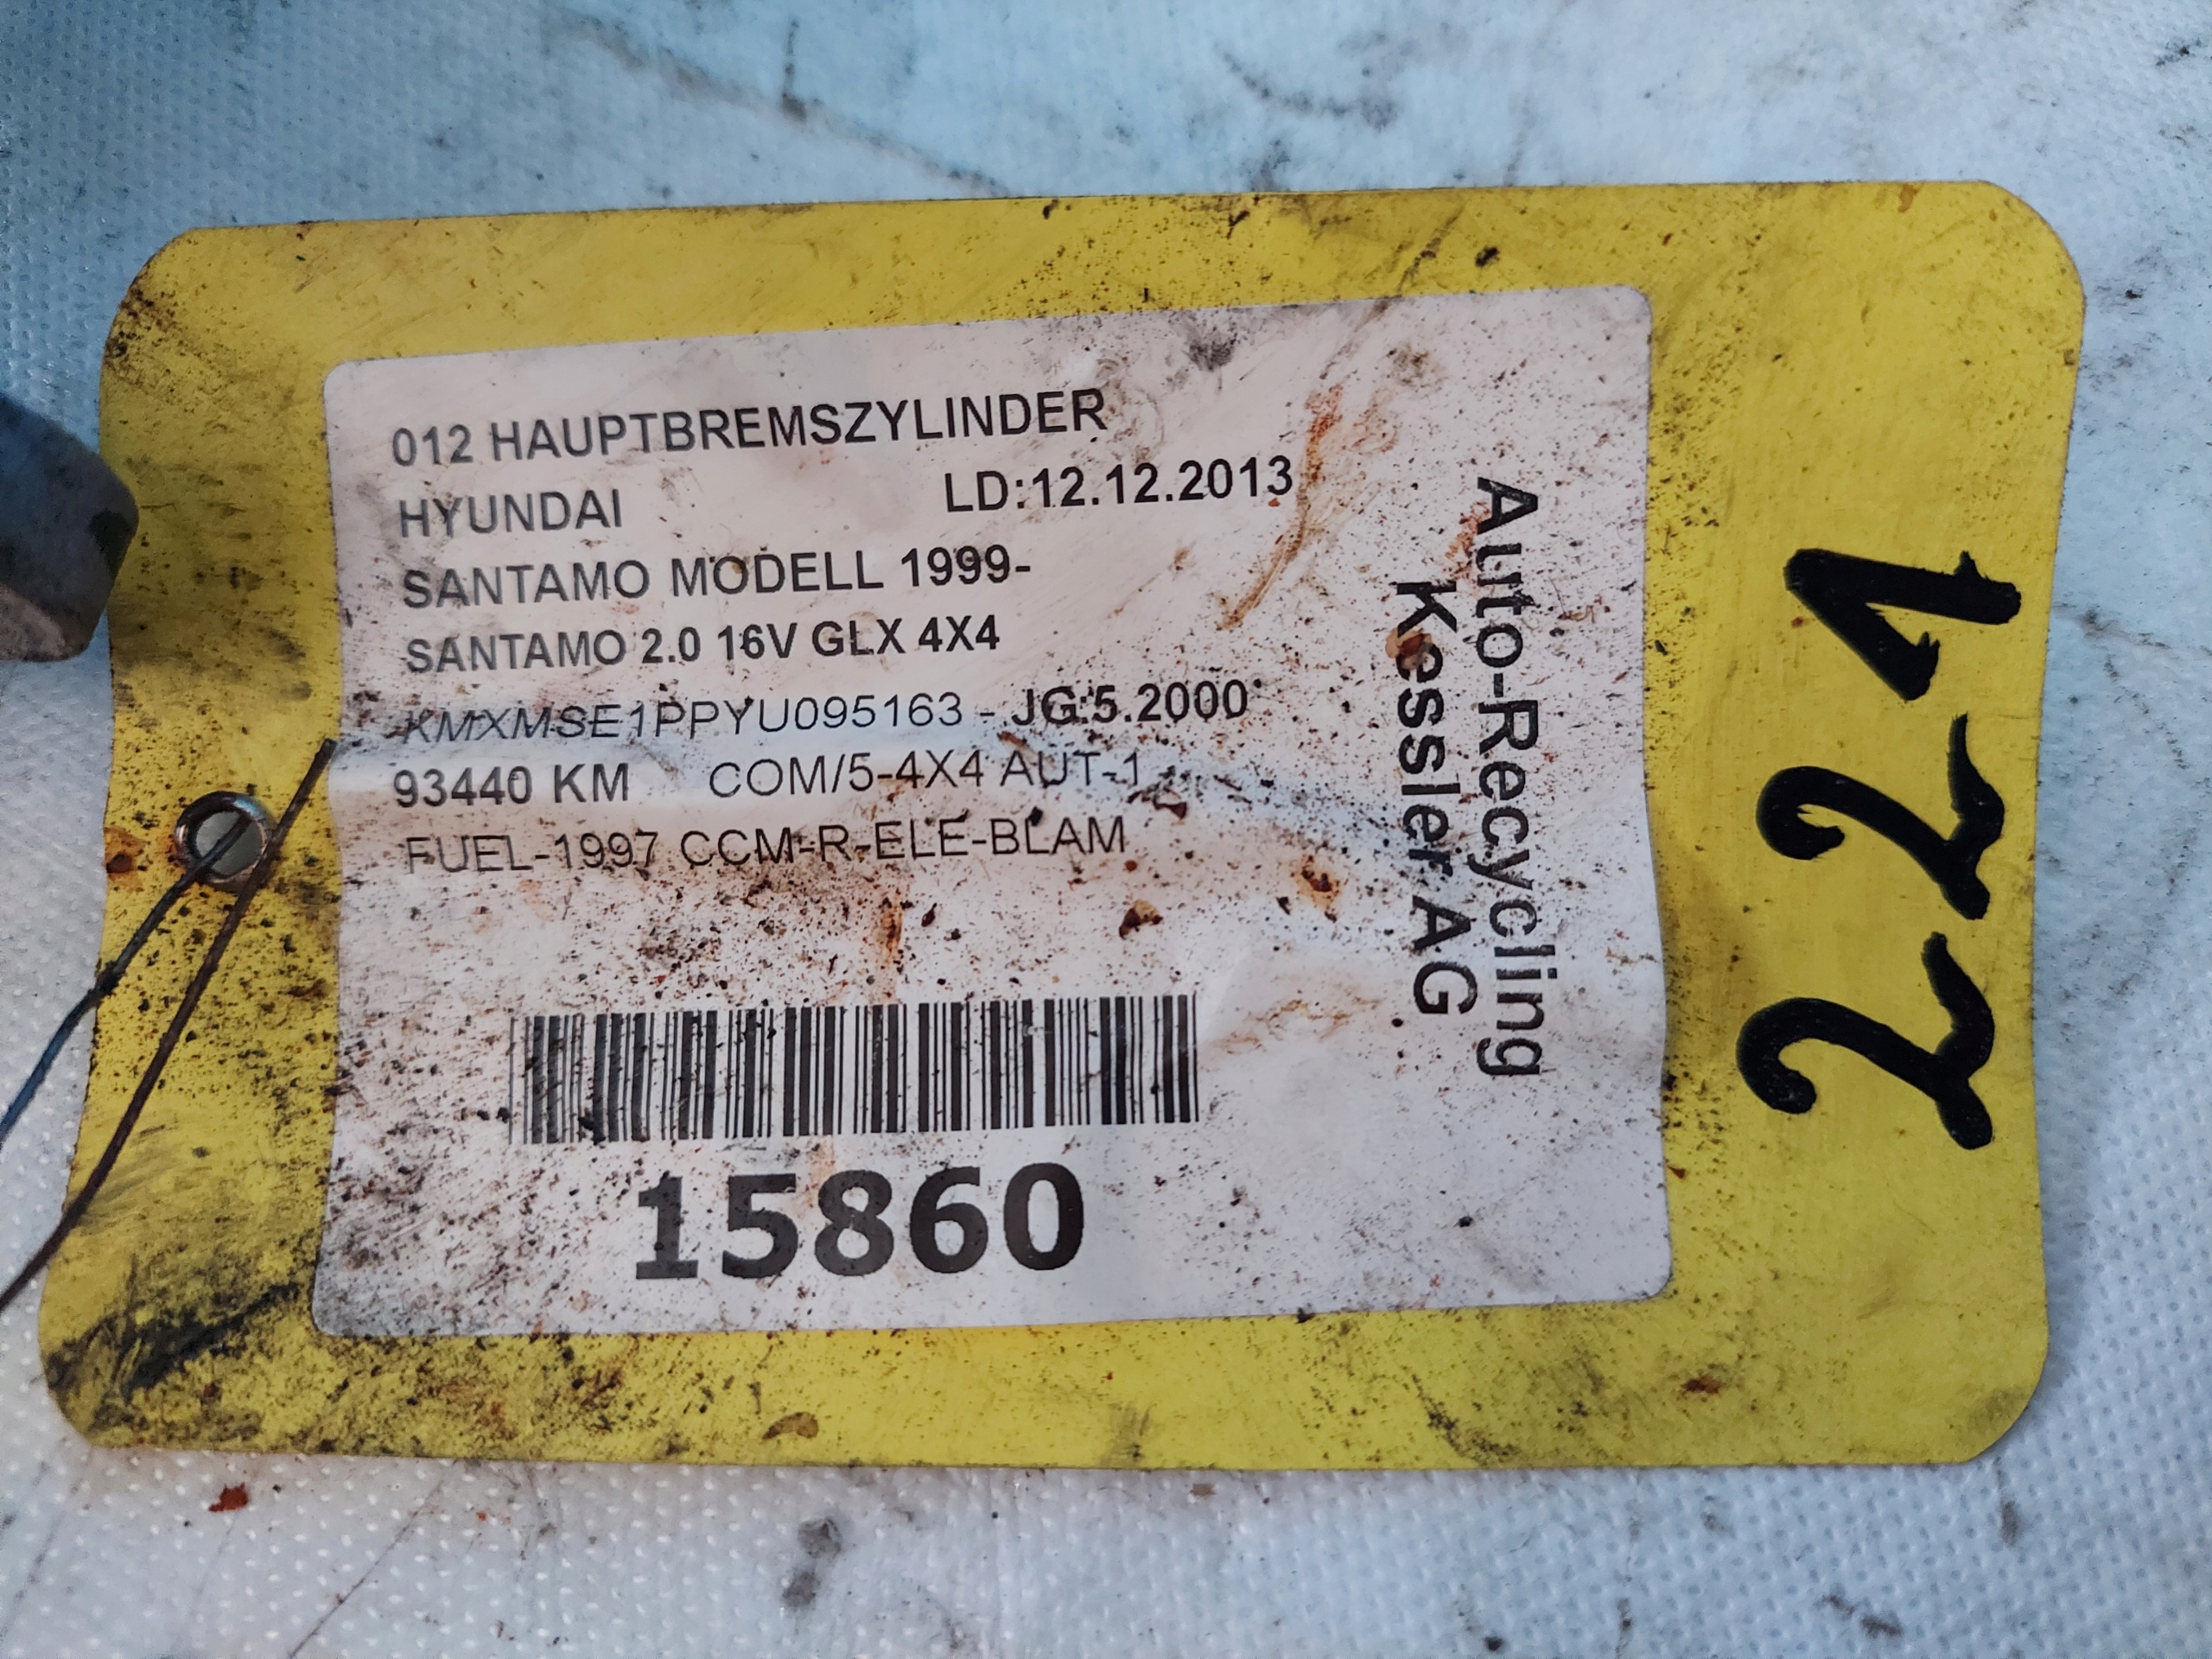 012 HAUPTBREMSZYLINDER
HYUNDAI LD:12.12.2013
SANTAMO MODELL 1999-
SANTAMO 2.0 16V GLX 4X4
KMXMSE1PPYU095163 - JG:5.2000
93440 KM COM/5-4X4 AUT-1
FUEL-1997 CCM-R-ELE-BLAM
15860
Auto-Recycling
Kessler AG
221